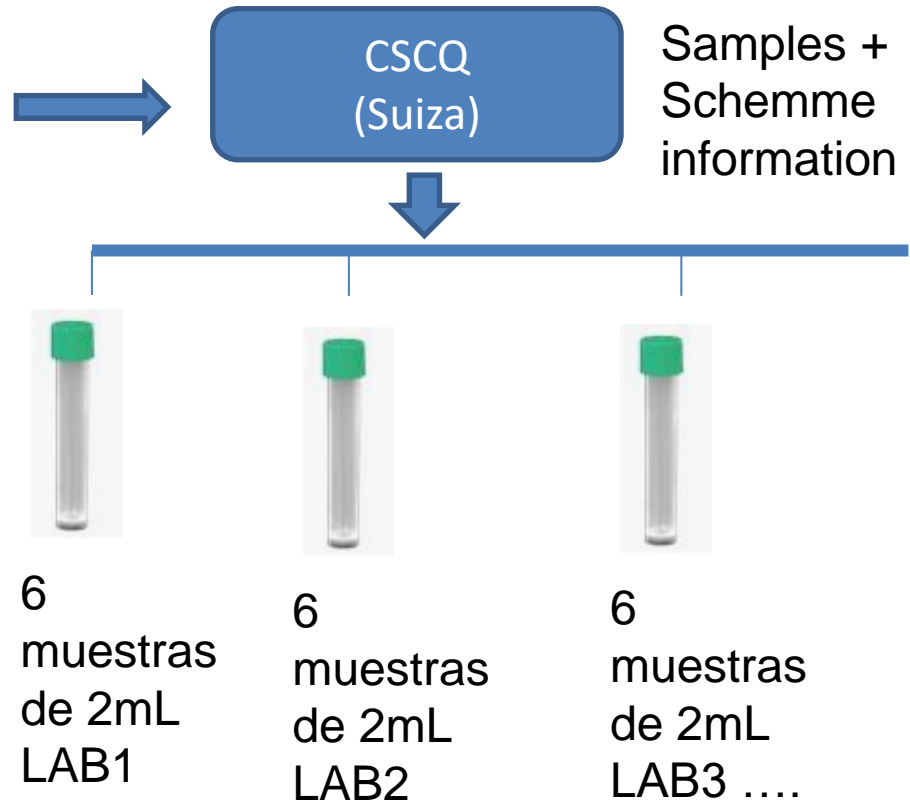 CSCQ
(Suiza)
Samples +
Schemme
information
6
muestras
de 2mL
LAB1
6
muestras
de 2mL
LAB2
6
muestras
de 2mL
LAB3 ....